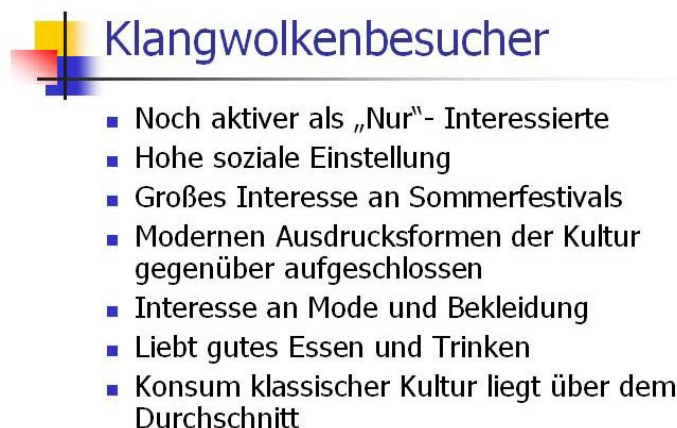 Klangwolkenbesucher
Noch aktiver als „Nur“- Interessierte
Hohe soziale Einstellung
Großes Interesse an Sommerfestivals
Modernen Ausdrucksformen der Kultur
gegenüber aufgeschlossen
Interesse an Mode und Bekleidung
Liebt gutes Essen und Trinken
Konsum klassischer Kultur liegt über dem
Durchschnitt